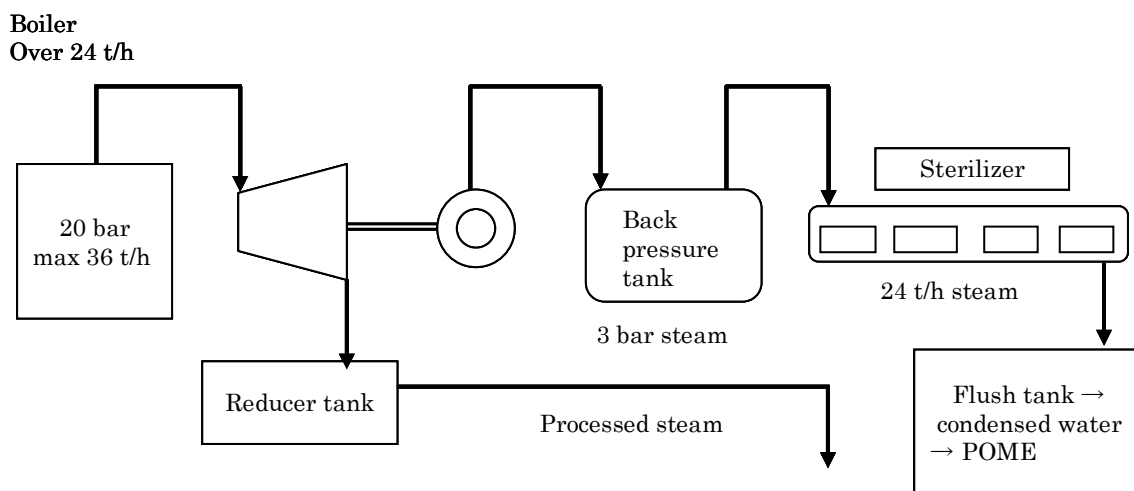 Boiler
Over 24 t/h
20 bar
max 36 t/h
Back
pressure
tank
3 bar steam
Sterilizer
24 t/h steam
Reducer tank
Processed steam
Flush tank →
condensed water
→ POME